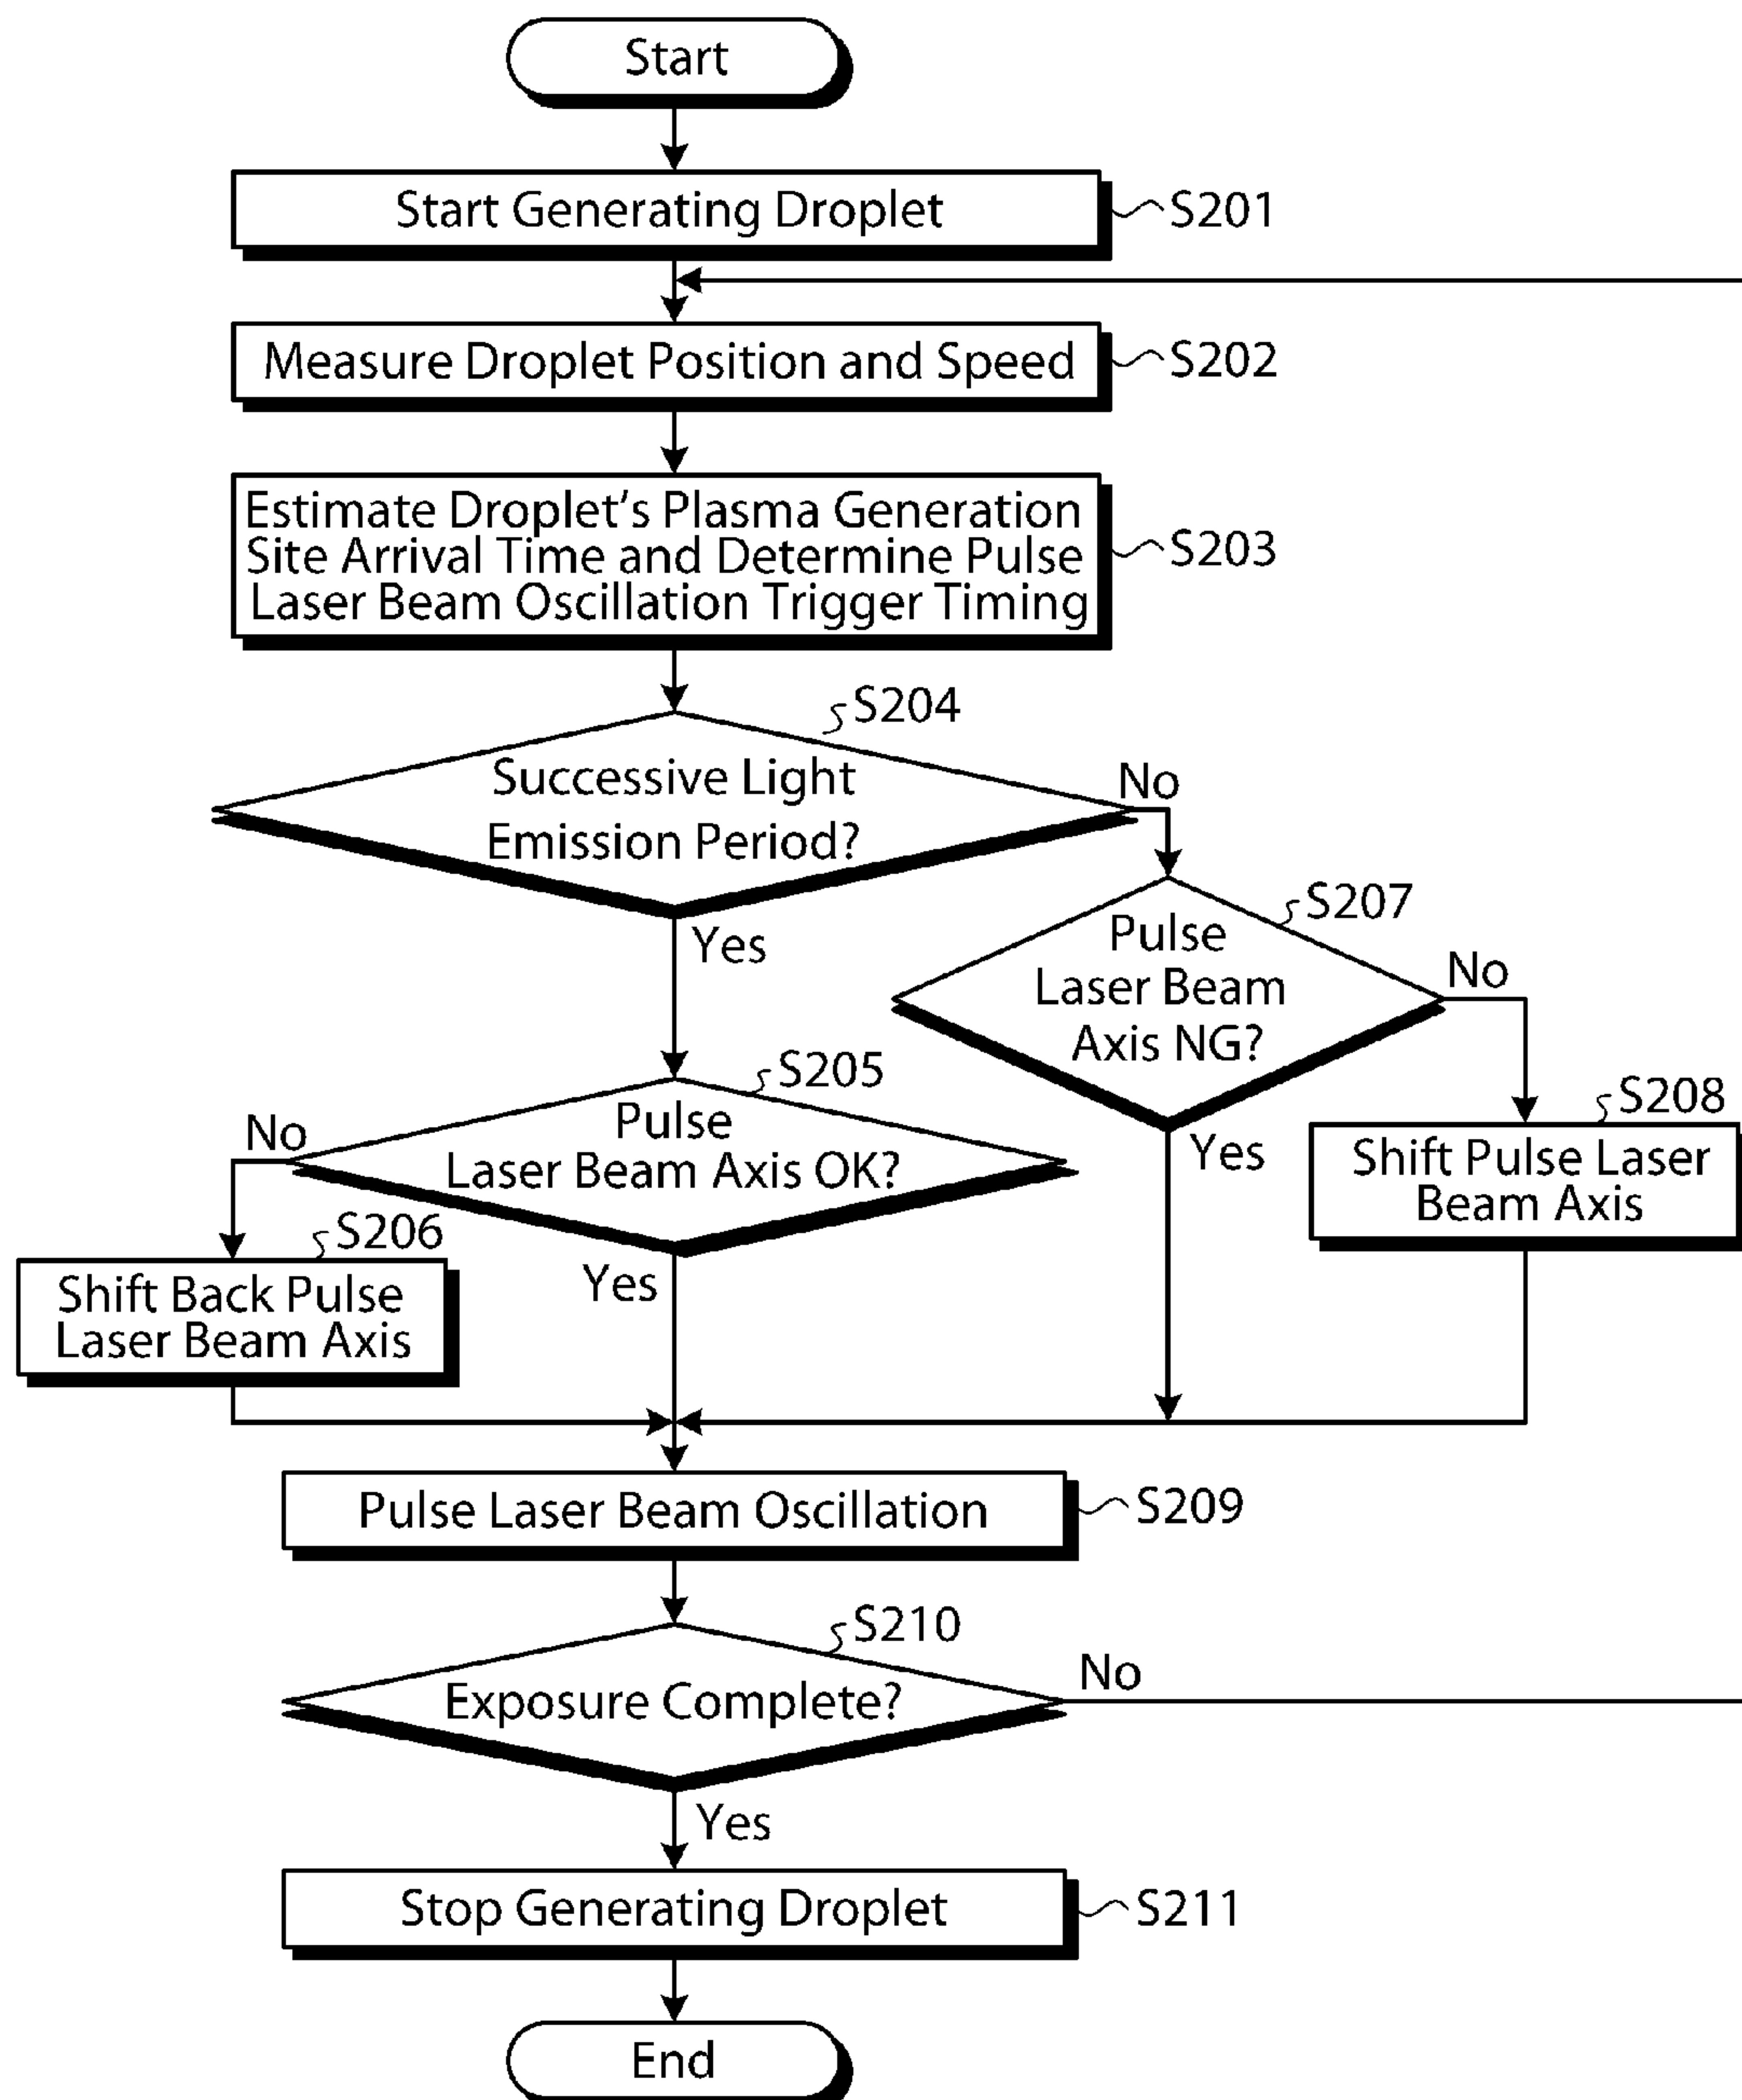 Start
Start Generating Droplet
S201
Measure Droplet Position and Speed
S202
Estimate Droplet's Plasma Generation
Site Arrival Time and Determine Pulse
Laser Beam Oscillation Trigger Timing
S203
S204
Successive Light
Emission Period?
No
Yes
S207
Pulse
Laser Beam
Axis NG?
No
Yes
S205
Pulse
Laser Beam Axis OK?
No
Yes
S208
Shift Pulse Laser
Beam Axis
S206
Shift Back Pulse
Laser Beam Axis
Pulse Laser Beam Oscillation
S209
S210
Exposure Complete?
No
Yes
Stop Generating Droplet
S211
End